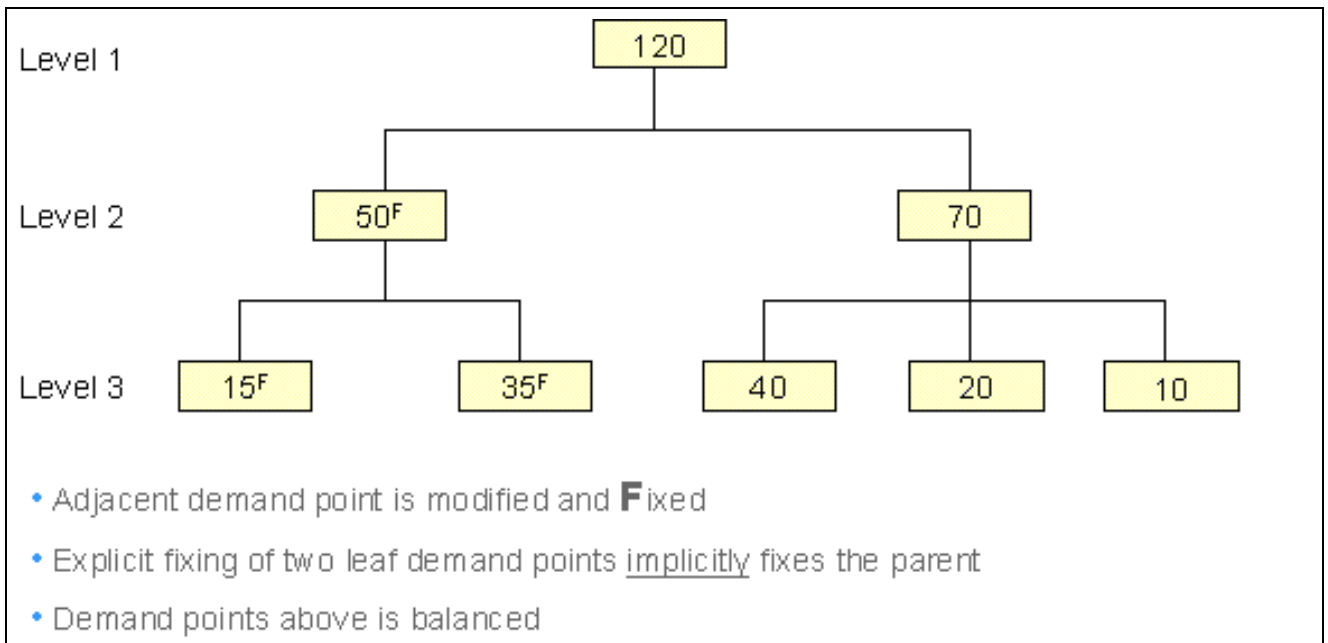 Level 1
120
Level 2
50F
70
Level 3
15F
35F
40
20
10
• Adjacent demand point is modified and Fixed
• Explicit fixing of two leaf demand points implicitly fixes the parent
• Demand points above is balanced